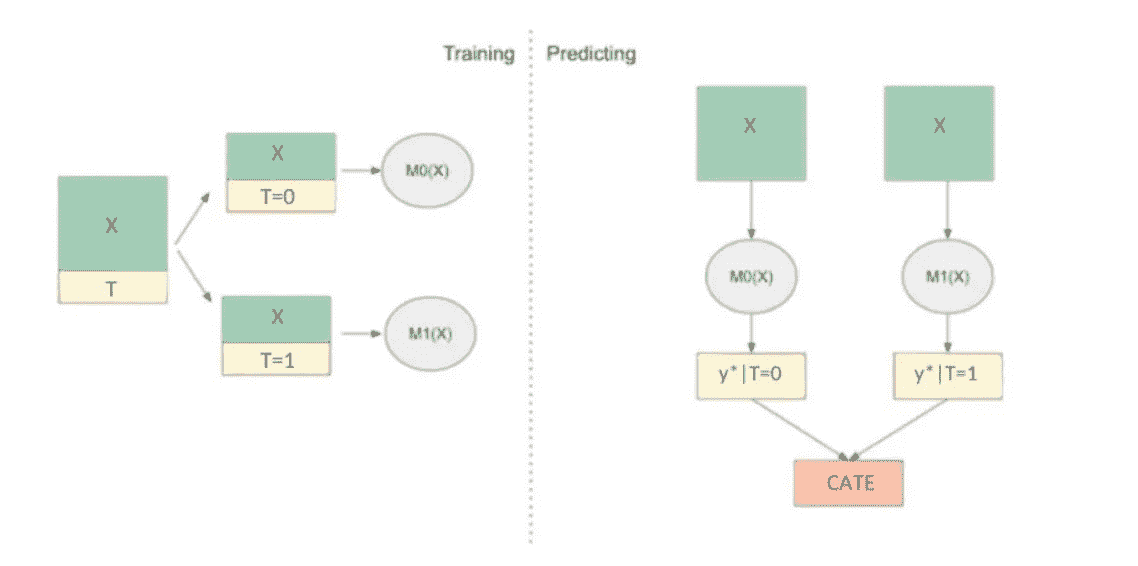 Training
Predicting
X
T
X
T=0
M0(X)
X
T=1
M1(X)
X
X
M0(X)
M1(X)
y*|T=0
y*|T=1
CATE